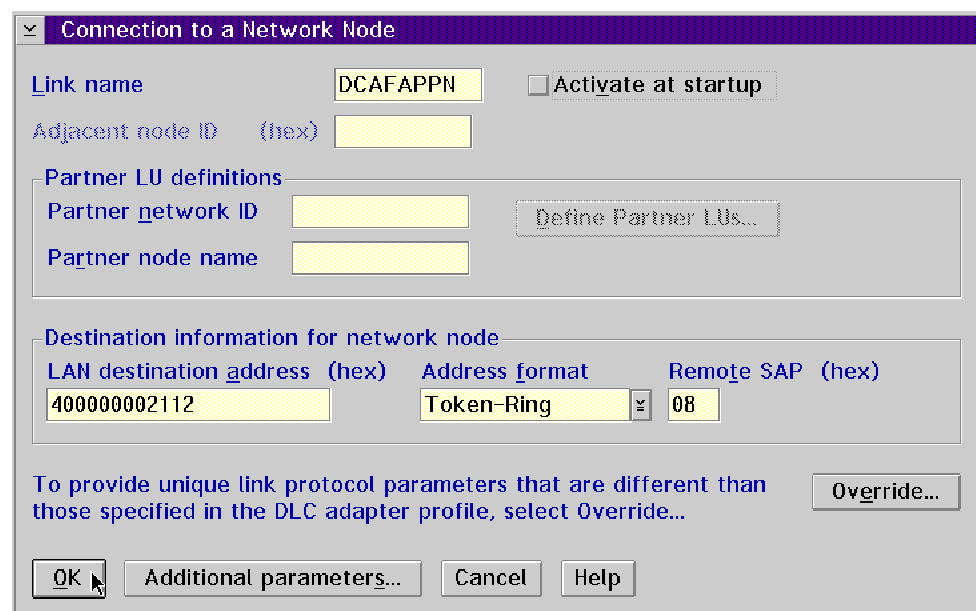 Connection to a Network Node
Link name DCAFAPPN Activate at startup
Adjacent node ID (hex)
Partner LU definitions
Partner network ID Define Partner LUs...
Partner node name
Destination information for network node
LAN destination address (hex) Address format Remote SAP (hex)
400000002112 Token-Ring 08
To provide unique link protocol parameters that are different than
those specified in the DLC adapter profile, select Override... Override...
OK Additional parameters... Cancel Help